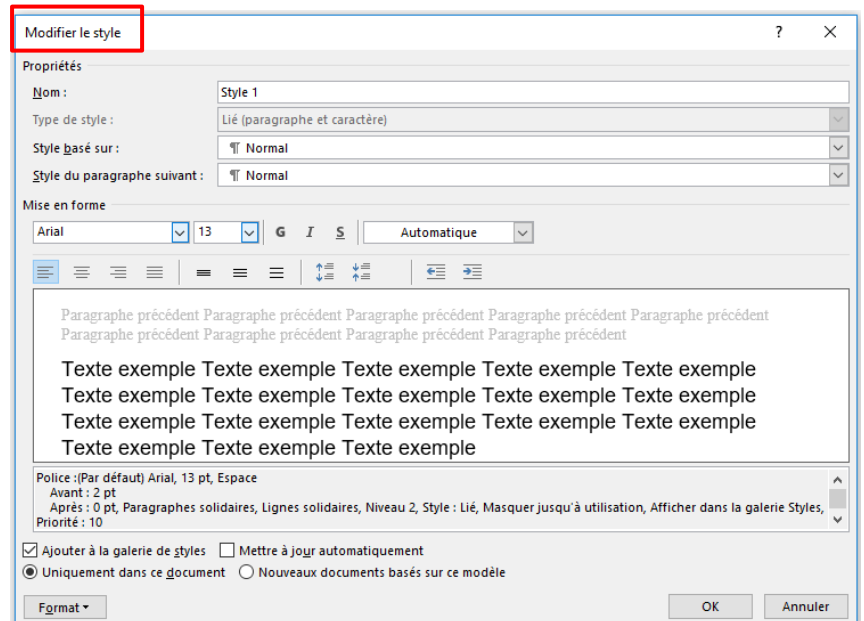 Modifier le style
?
Propriétés
Nom :
Style 1
Type de style :
Lié (paragraphe et caractère)
Style basé sur :
¶ Normal
Style du paragraphe suivant :
¶ Normal
Mise en forme
Arial
13
G I S
Automatique
Paragraphe précédent Paragraphe précédent Paragraphe précédent Paragraphe précédent Paragraphe précédent
Paragraphe précédent Paragraphe précédent Paragraphe précédent Paragraphe précédent
Texte exemple Texte exemple Texte exemple Texte exemple Texte exemple
Texte exemple Texte exemple Texte exemple Texte exemple Texte exemple
Texte exemple Texte exemple Texte exemple Texte exemple Texte exemple
Texte exemple Texte exemple Texte exemple
Police :(Par défaut) Arial, 13 pt, Espace
Avant : 2 pt
Après : 0 pt, Paragraphes solidaires, Lignes solidaires, Niveau 2, Style : Lié, Masquer jusqu'à utilisation, Afficher dans la galerie Styles,
Priorité : 10
Ajouter à la galerie de styles
Mettre à jour automatiquement
Uniquement dans ce document
Nouveaux documents basés sur ce modèle
Format
OK
Annuler